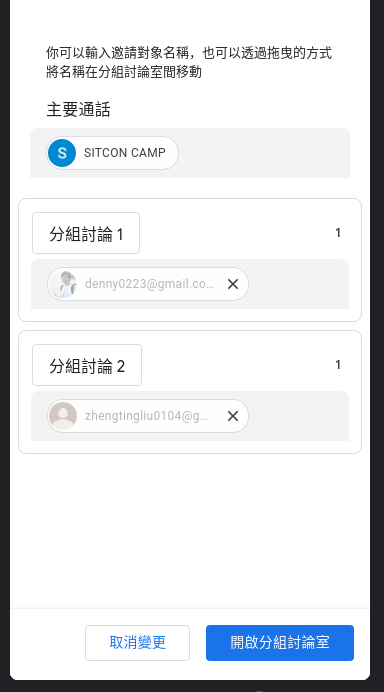 你可以輸入邀請對象名稱，也可以透過拖曳的方式
將名稱在分組討論室間移動
主要通話
S SITCON CAMP
分組討論 1 1
denny0223@gmail.co...
分組討論 2 1
zhengtingliu0104@g...
取消變更 開啟分組討論室